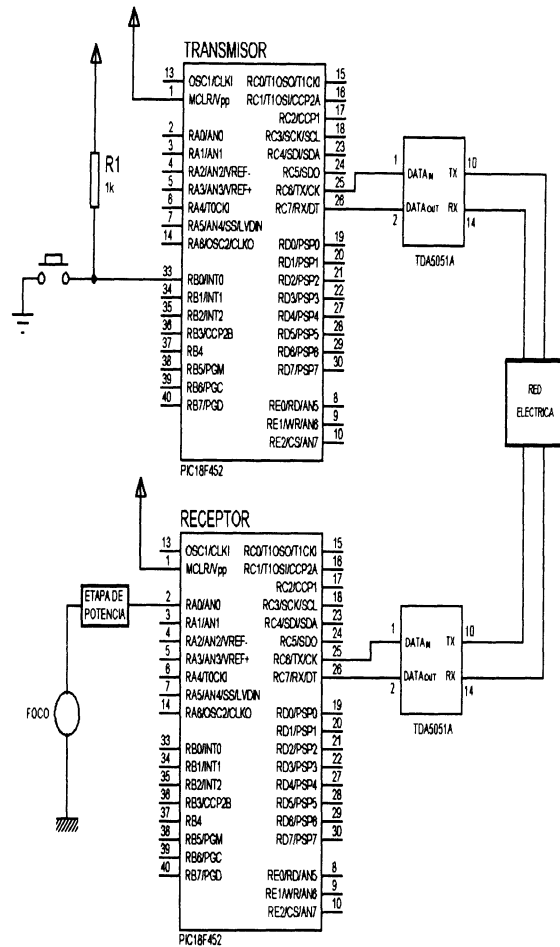 TRANSMISOR
13 OSC1/CLKI
1 MCLR/Vpp
2 RA0/AN0
3 RA1/AN1
4 RA2/AN2/VREF-
5 RA3/AN3/VREF+
6 RA4/T0CKI
7 RA5/AN4/SS/LVDIN
14 RA6/OSC2/CLKO
33 RB0/INT0
34 RB1/INT1
35 RB2/INT2
36 RB3/CCP2B
37 RB4
38 RB5/PGM
39 RB6/PGC
40 RB7/PGD
RC0/T1OSO/T1CKI 15
RC1/T1OSI/CCP2A 16
RC2/CCP1 17
RC3/SCK/SCL 18
RC4/SDI/SDA 23
RC5/SDO 24
RC6/TX/CK 25
RC7/RX/DT 26
RD0/PSP0 19
RD1/PSP1 20
RD2/PSP2 21
RD3/PSP3 22
RD4/PSP4 27
RD5/PSP5 28
RD6/PSP6 29
RD7/PSP7 30
RE0/RD/AN5 8
RE1/WR/AN6 9
RE2/CS/AN7 10
PIC18F452
R1
1k
1 DATA IN TX 10
2 DATA OUT RX 14
TDA5051A
RED
ELECTRICA
RECEPTOR
13 OSC1/CLKI
1 MCLR/Vpp
2 RA0/AN0
3 RA1/AN1
4 RA2/AN2/VREF-
5 RA3/AN3/VREF+
6 RA4/T0CKI
7 RA5/AN4/SS/LVDIN
14 RA6/OSC2/CLKO
33 RB0/INT0
34 RB1/INT1
35 RB2/INT2
36 RB3/CCP2B
37 RB4
38 RB5/PGM
39 RB6/PGC
40 RB7/PGD
RC0/T1OSO/T1CKI 15
RC1/T1OSI/CCP2A 16
RC2/CCP1 17
RC3/SCK/SCL 18
RC4/SDI/SDA 23
RC5/SDO 24
RC6/TX/CK 25
RC7/RX/DT 26
RD0/PSP0 19
RD1/PSP1 20
RD2/PSP2 21
RD3/PSP3 22
RD4/PSP4 27
RD5/PSP5 28
RD6/PSP6 29
RD7/PSP7 30
RE0/RD/AN5 8
RE1/WR/AN6 9
RE2/CS/AN7 10
PIC18F452
ETAPA DE
POTENCIA
FOCO
1 DATA IN TX 10
2 DATA OUT RX 14
TDA5051A